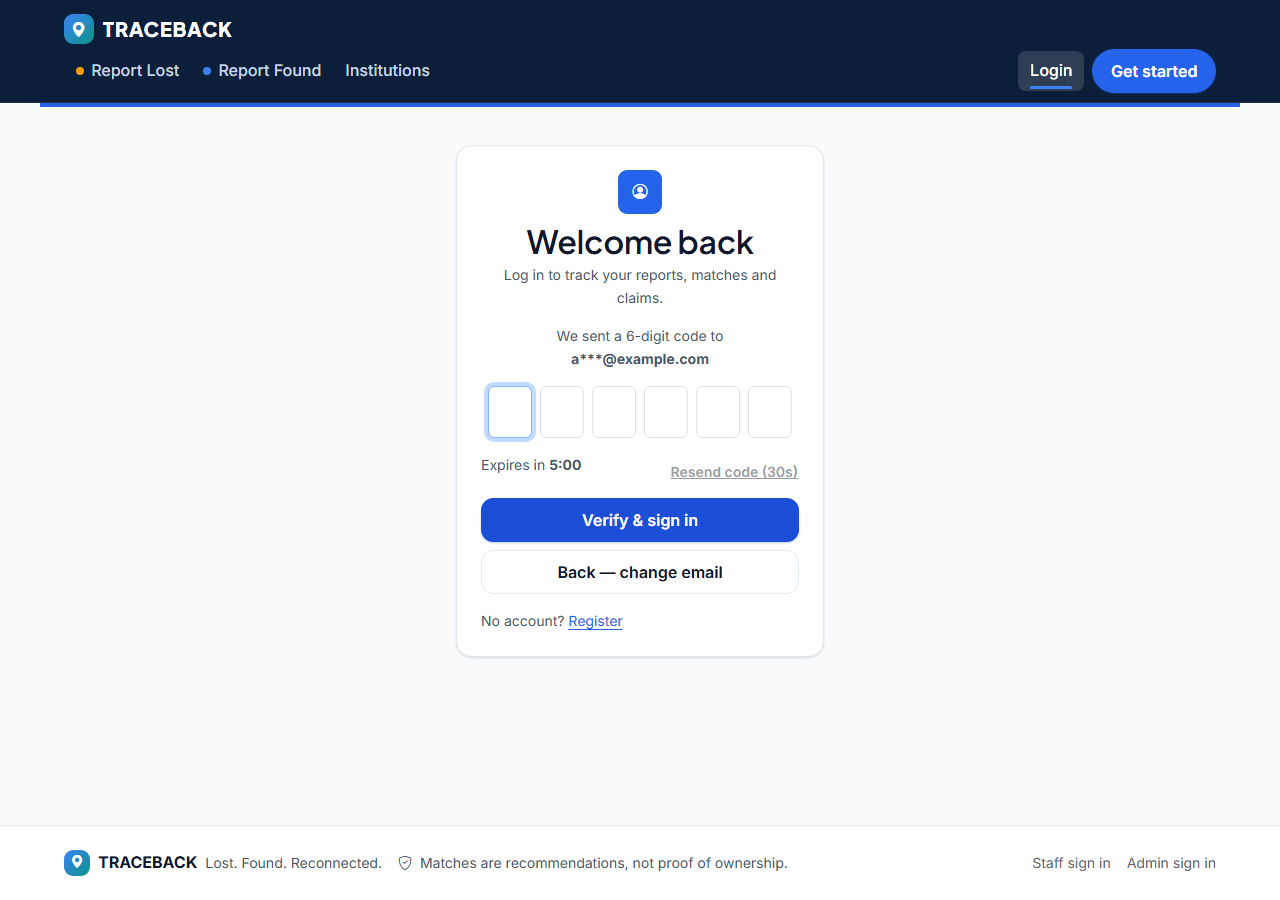 TRACEBACK
Report Lost
Report Found
Institutions
Login
Get started
Welcome back
Log in to track your reports, matches and
claims.
We sent a 6-digit code to
a***@example.com
Expires in 5:00
Resend code (30s)
Verify & sign in
Back — change email
No account? Register
TRACEBACK
Lost. Found. Reconnected.
Matches are recommendations, not proof of ownership.
Staff sign in
Admin sign in